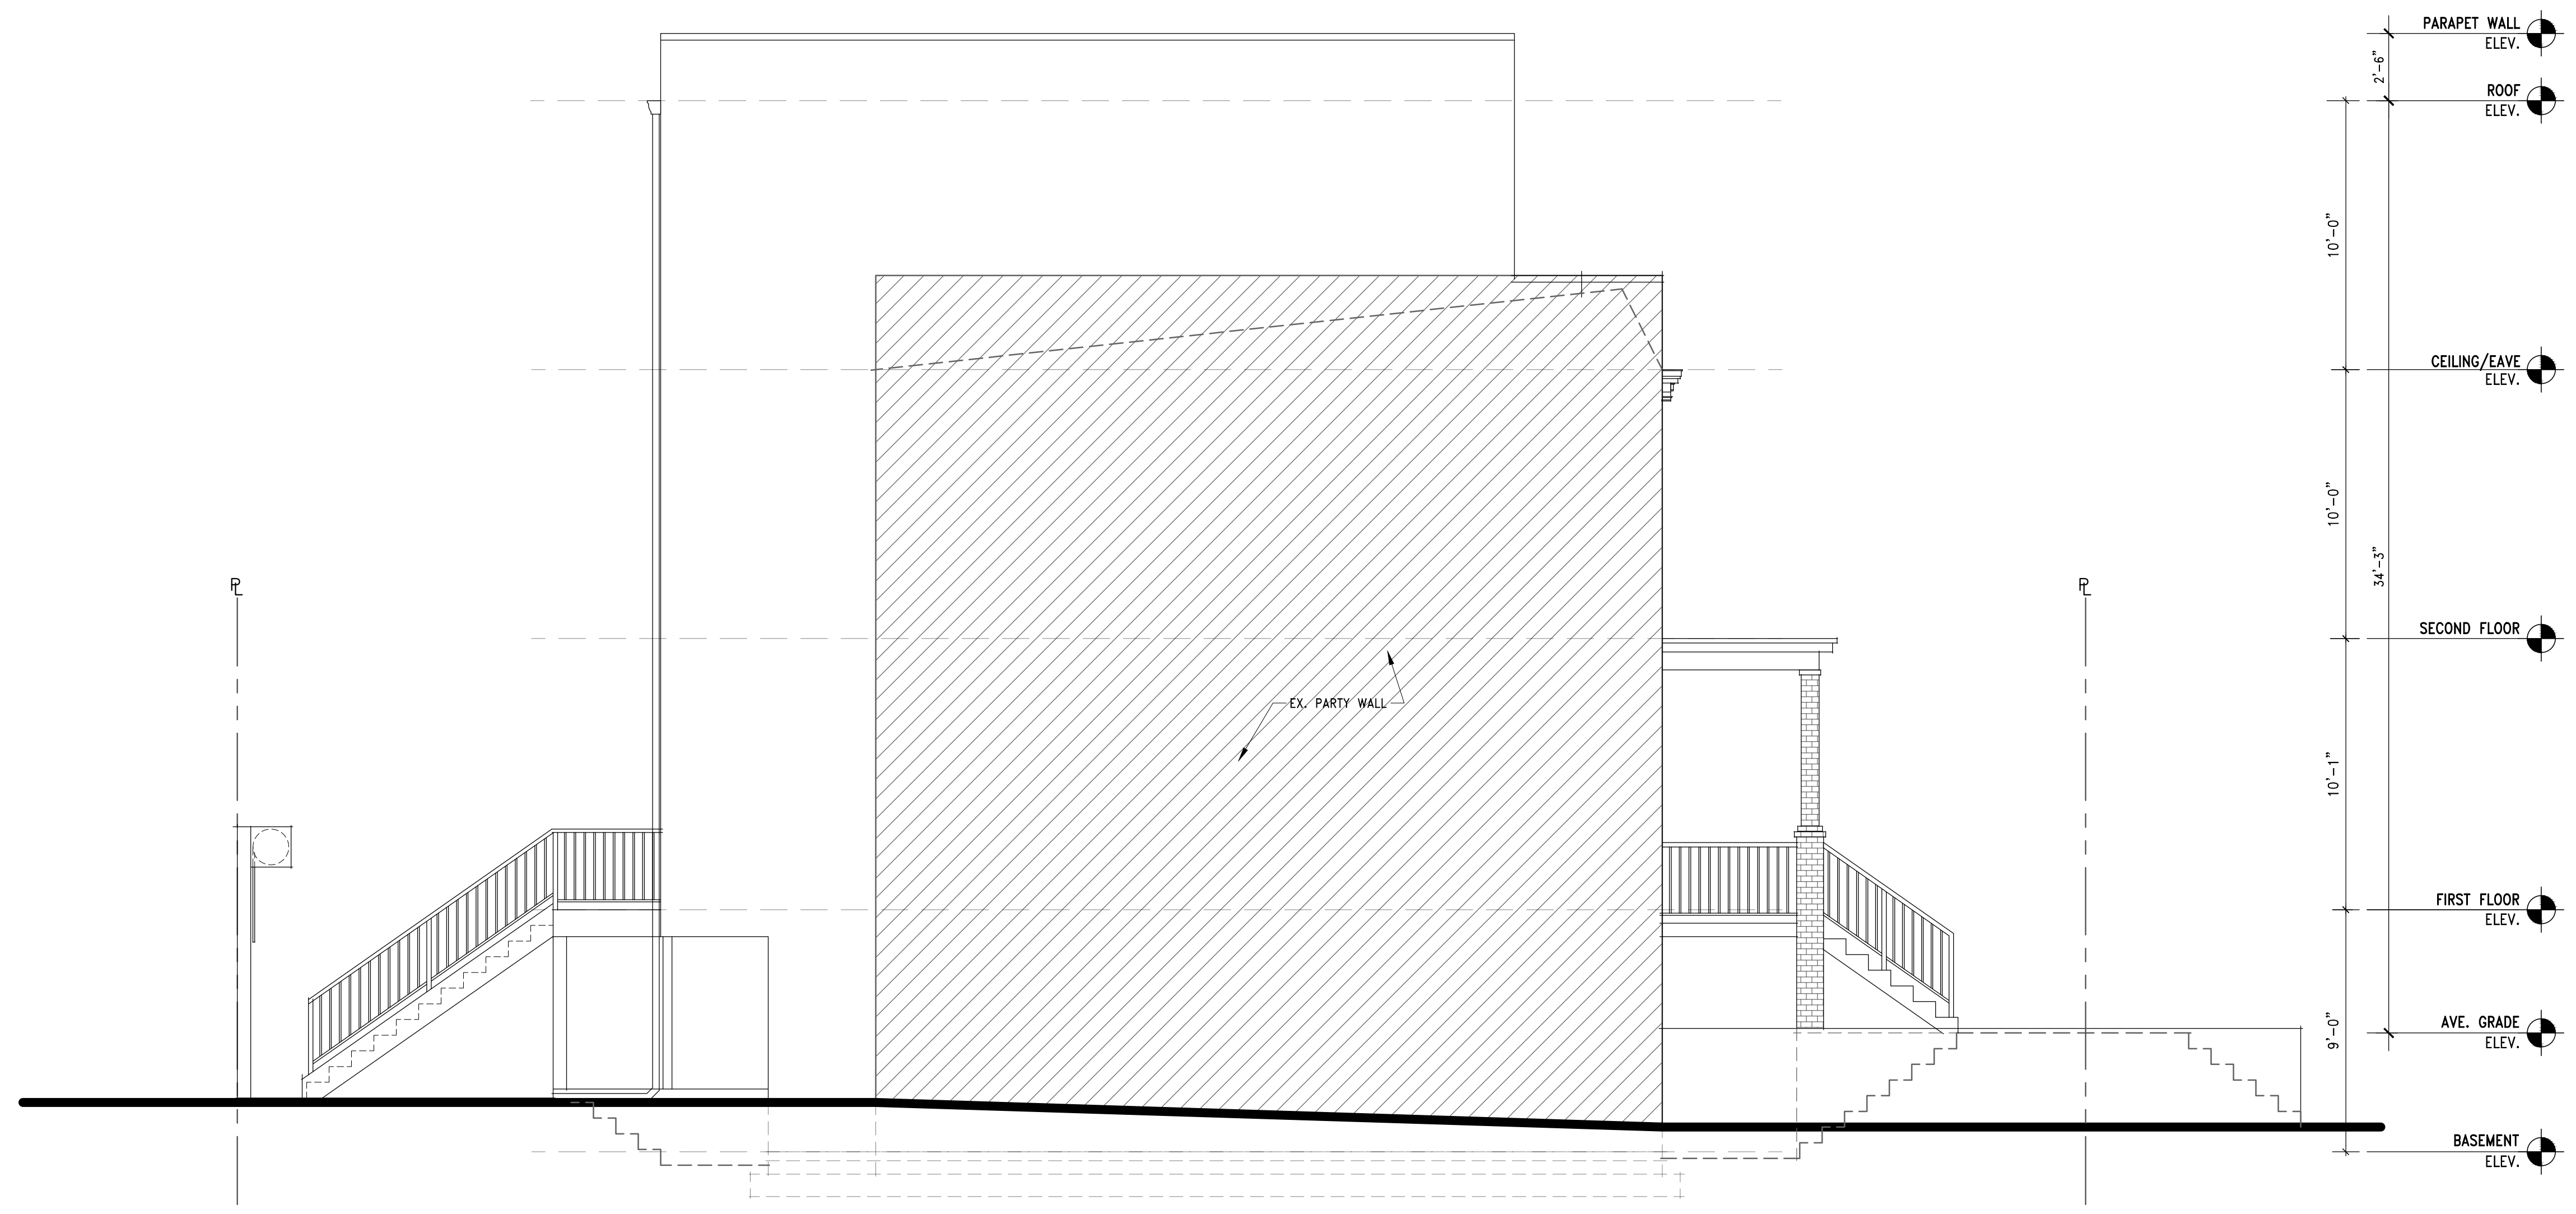 PARAPET WALL
ELEV.
2'-6"
ROOF
ELEV.
10'-0"
CEILING/EAVE
ELEV.
10'-0"
34'-3"
PL
PL
SECOND FLOOR
EX. PARTY WALL
10'-1"
FIRST FLOOR
ELEV.
9'-0"
AVE. GRADE
ELEV.
BASEMENT
ELEV.